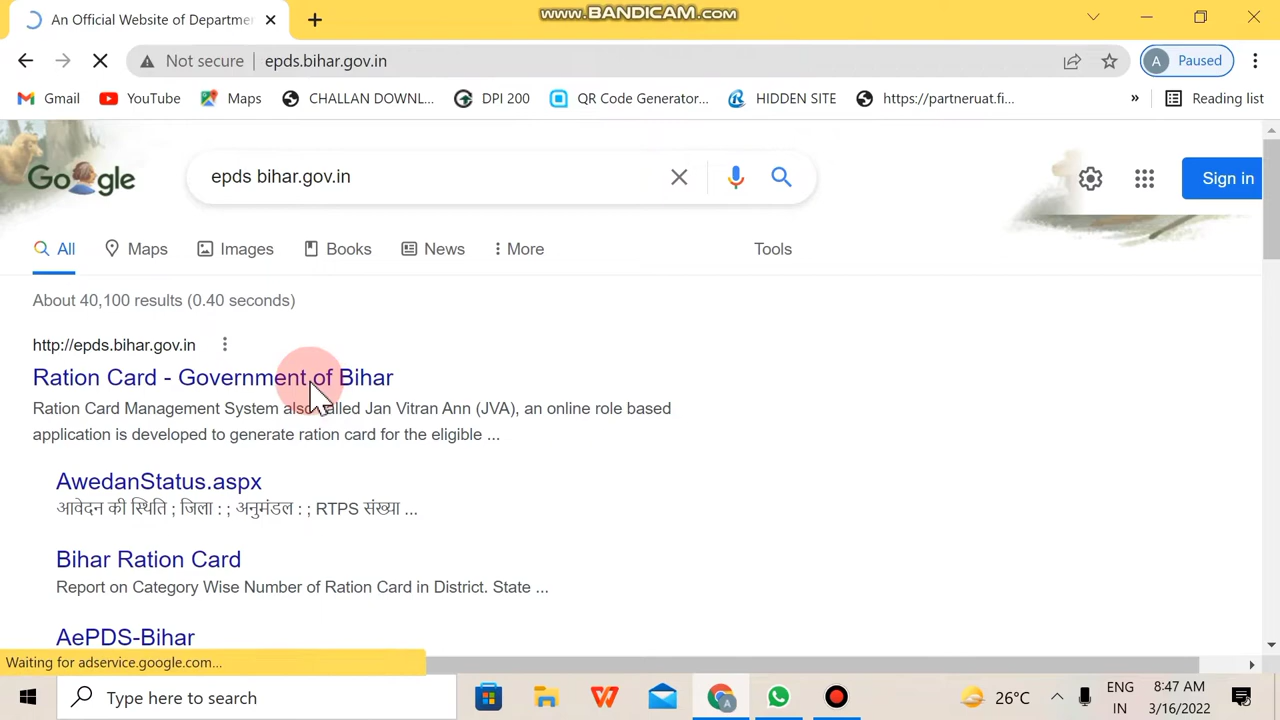 www.BANDICAM.com
An Official Website of Departme
Not secure epds.bihar.gov.in A Paused
Gmail YouTube Maps CHALLAN DOWNL... DPI 200 QR Code Generator... HIDDEN SITE https://partneruat.fi... » Reading list
Google epds bihar.gov.in Sign in
All Maps Images Books News More Tools
About 40,100 results (0.40 seconds)
http://epds.bihar.gov.in
Ration Card - Government of Bihar
Ration Card Management System also called Jan Vitran Ann (JVA), an online role based
application is developed to generate ration card for the eligible ...
AwedanStatus.aspx
आवेदन की स्थिति ; जिला : ; अनुमंडल : ; RTPS संख्या ...
Bihar Ration Card
Report on Category Wise Number of Ration Card in District. State ...
AePDS-Bihar
Waiting for adservice.google.com...
Type here to search 26°C ENG 8:47 AM
IN 3/16/2022